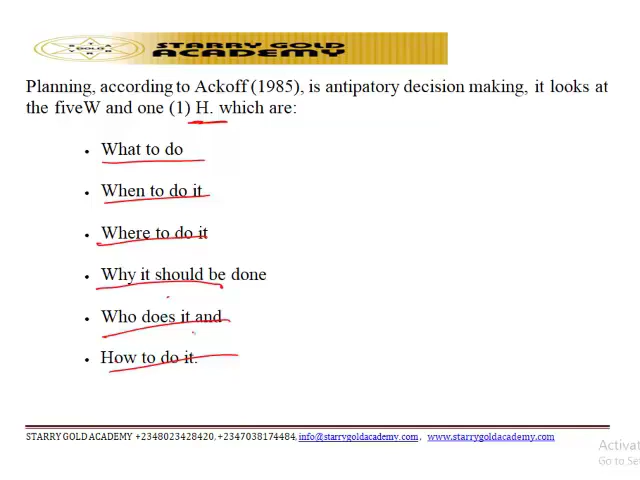 STARRY GOLD
ACADEMY
Planning, according to Ackoff (1985), is antipatory decision making, it looks at
the fiveW and one (1) H. which are:
• What to do
• When to do it
• Where to do it
• Why it should be done
• Who does it and
• How to do it.
STARRY GOLD ACADEMY +2348023428420, +2347038174484, info@starrygoldacademy.com, www.starrygoldacademy.com
Activat
Go to Set